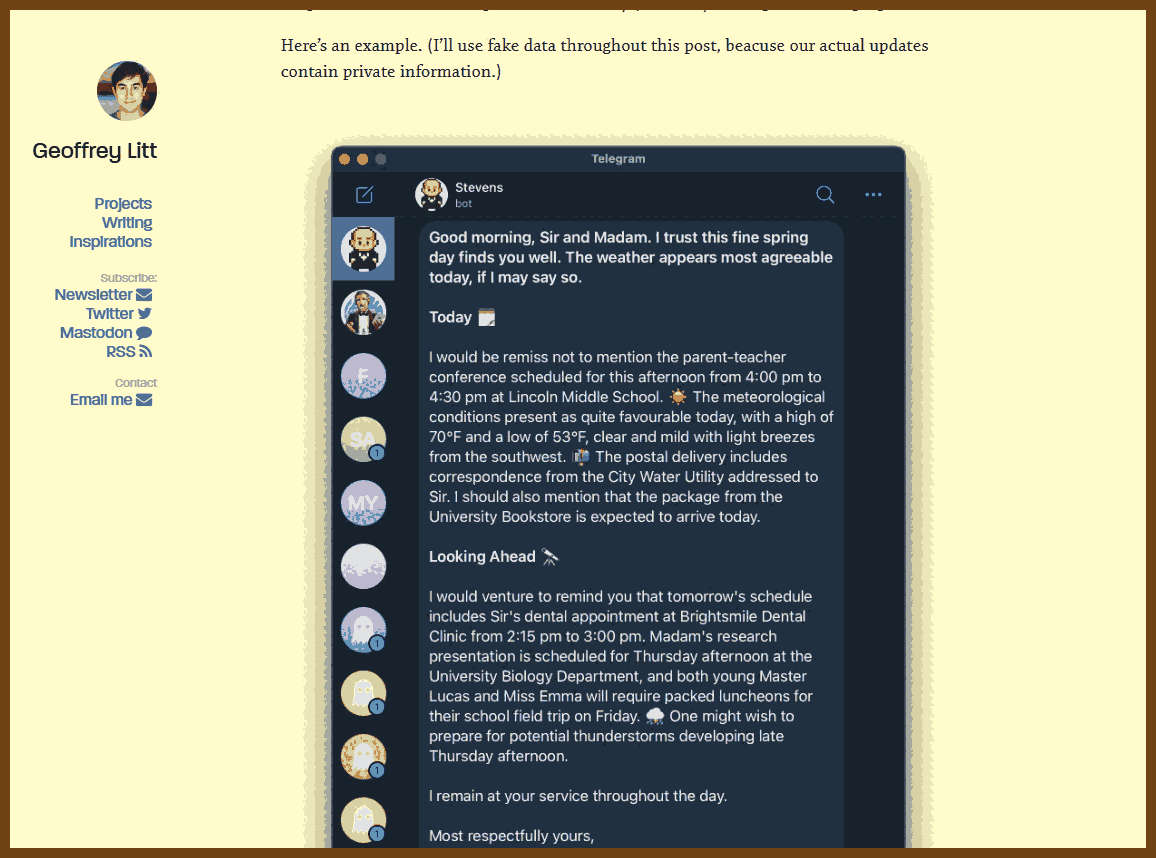 Here’s an example. (I’ll use fake data throughout this post, beacuse our actual updates
contain private information.)
Geoffrey Litt
Projects
Writing
Inspirations
Subscribe:
Newsletter
Twitter
Mastodon
RSS
Contact
Email me
Telegram
Stevens
bot
Good morning, Sir and Madam. I trust this fine spring
day finds you well. The weather appears most agreeable
today, if I may say so.
Today
I would be remiss not to mention the parent-teacher
conference scheduled for this afternoon from 4:00 pm to
4:30 pm at Lincoln Middle School. ☀️ The meteorological
conditions present as quite favourable today, with a high of
70°F and a low of 53°F, clear and mild with light breezes
from the southwest. 📬 The postal delivery includes
correspondence from the City Water Utility addressed to
Sir. I should also mention that the package from the
University Bookstore is expected to arrive today.
Looking Ahead 🔭
I would venture to remind you that tomorrow's schedule
includes Sir's dental appointment at Brightsmile Dental
Clinic from 2:15 pm to 3:00 pm. Madam's research
presentation is scheduled for Thursday afternoon at the
University Biology Department, and both young Master
Lucas and Miss Emma will require packed luncheons for
their school field trip on Friday. ⛈️ One might wish to
prepare for potential thunderstorms developing late
Thursday afternoon.
I remain at your service throughout the day.
Most respectfully yours,
SA
1
MY
1
1
1
1